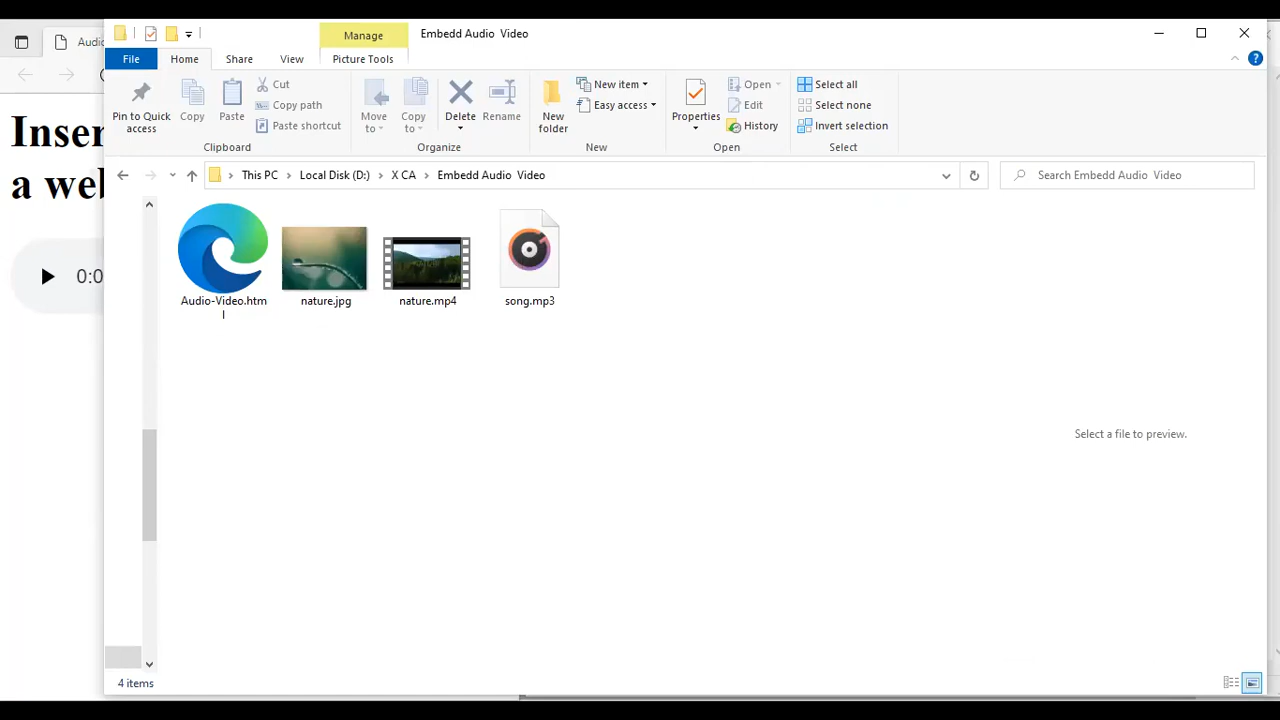 Manage
Embedd Audio  Video
Audio
File
Home
Share
View
Picture Tools
Pin to Quick access
Copy
Paste
Cut
Copy path
Paste shortcut
Clipboard
Move to
Copy to
Delete
Rename
Organize
New folder
New item
Easy access
New
Properties
Open
Edit
History
Open
Select all
Select none
Invert selection
Select
This PC
Local Disk (D:)
X CA
Embedd Audio  Video
Search Embedd Audio  Video
Inser
a web
0:0
Audio-Video.htm
l
nature.jpg
nature.mp4
song.mp3
Select a file to preview.
4 items